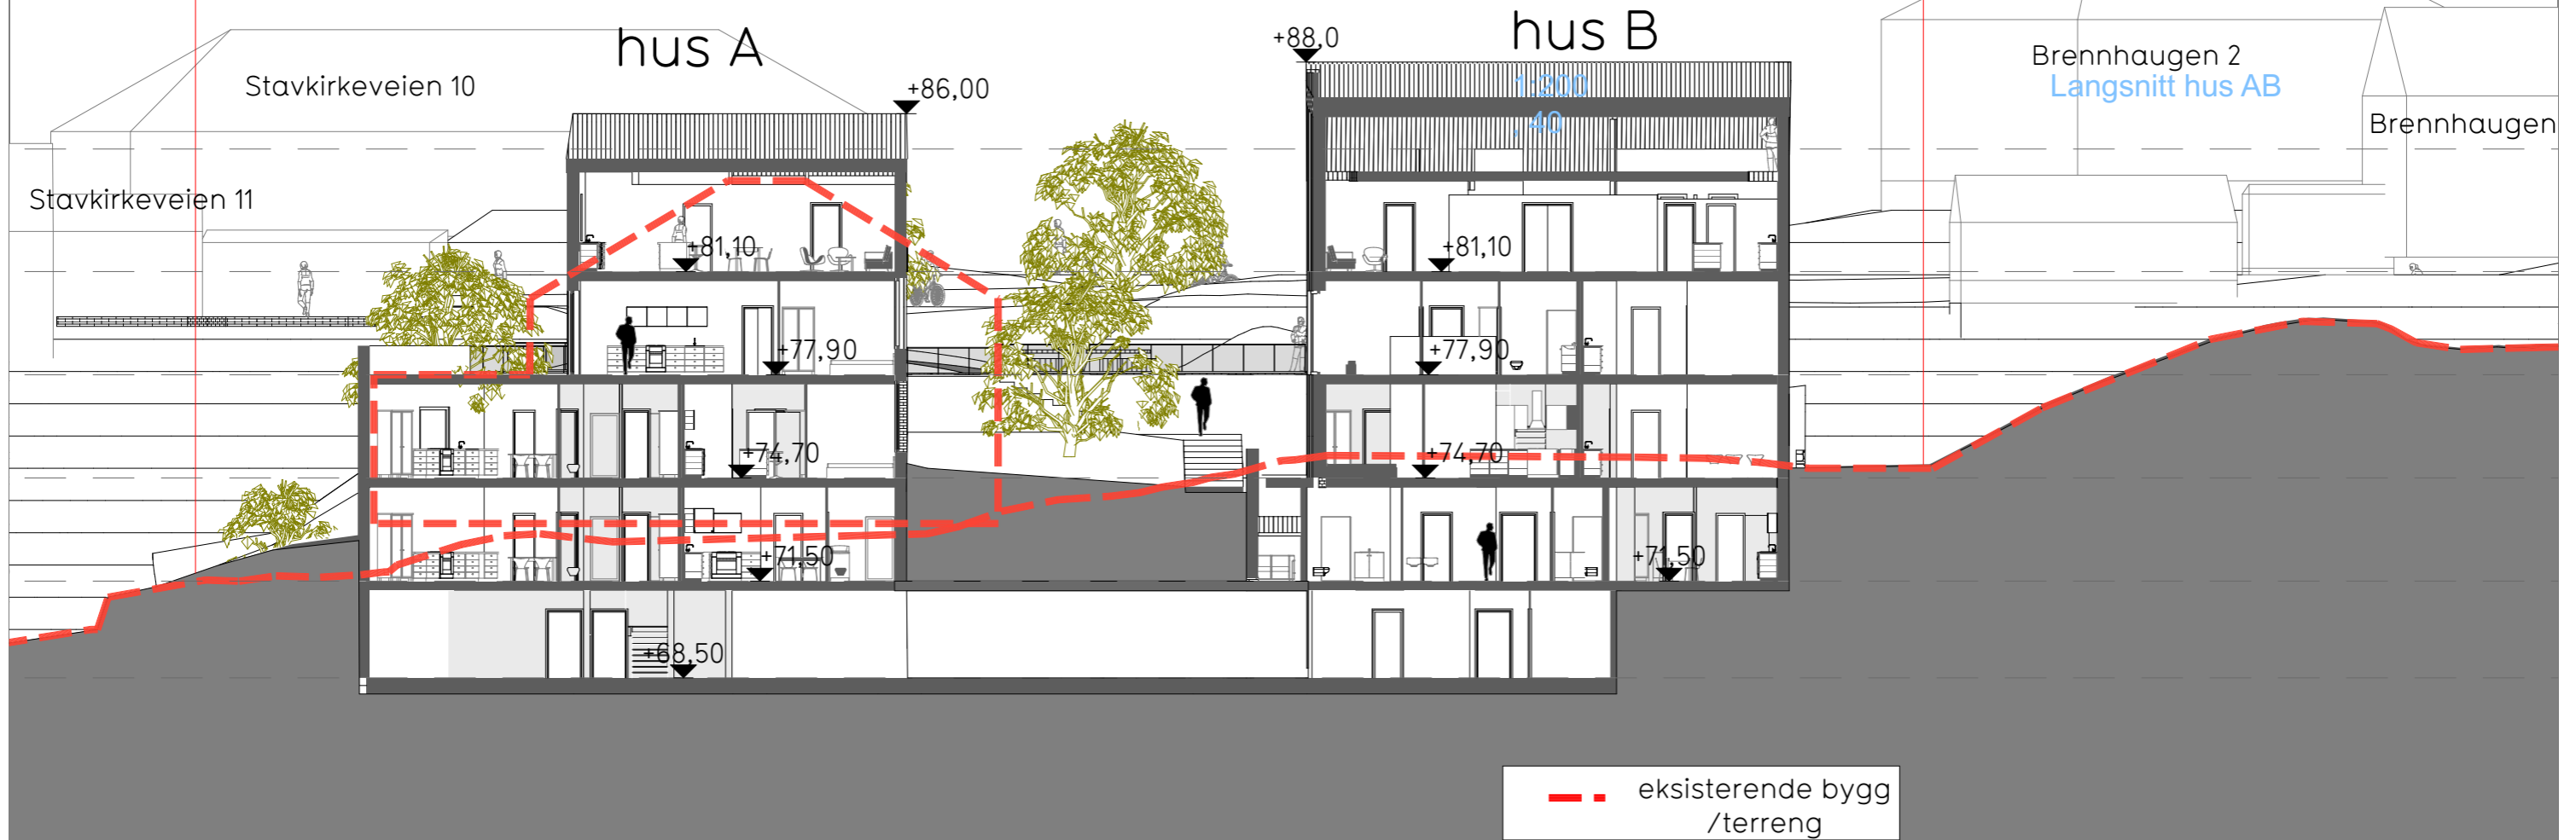 hus A
hus B
+88,0
Stavkirkeveien 10
+86,00
1:200
, 40
Brennhaugen 2
Langsnitt hus AB
Brennhaugen
Stavkirkeveien 11
+81,10
+81,10
+77,90
+77,90
+74,70
+74,70
+71,50
+71,50
+68,50
eksisterende bygg
/terreng